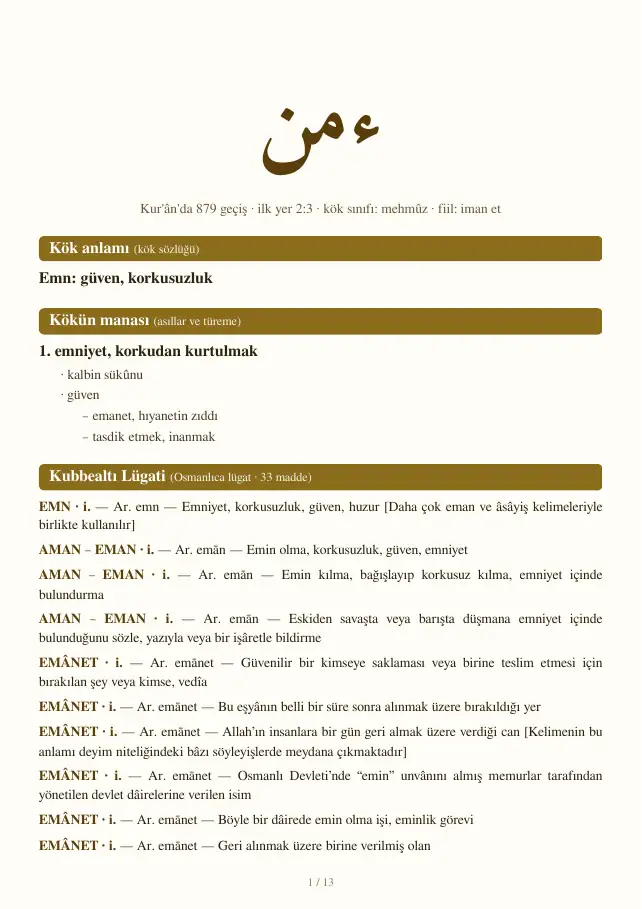 ءمن
Kur'ân'da 879 geçiş · ilk yer 2:3 · kök sınıfı: mehmûz · fiil: iman et
Kök anlamı (kök sözlüğü)
Emn: güven, korkusuzluk
Kökün manası (asıllar ve türeme)
1. emniyet, korkudan kurtulmak
· kalbin sükûnu
· güven
– emanet, hıyanetin zıddı
– tasdik etmek, inanmak
Kubbealtı Lügati (Osmanlıca lügat · 33 madde)
EMN · i. — Ar. emn — Emniyet, korkusuzluk, güven, huzur [Daha çok eman ve âsâyiş kelimeleriyle
birlikte kullanılır]
AMAN – EMAN · i. — Ar. emān — Emin olma, korkusuzluk, güven, emniyet
AMAN – EMAN · i. — Ar. emān — Emin kılma, bağışlayıp korkusuz kılma, emniyet içinde
bulundurma
AMAN – EMAN · i. — Ar. emān — Eskiden savaşta veya barışta düşmana emniyet içinde
bulunduğunu sözle, yazıyla veya bir işâretle bildirme
EMÂNET · i. — Ar. emānet — Güvenilir bir kimseye saklaması veya birine teslim etmesi için
bırakılan şey veya kimse, vedîa
EMÂNET · i. — Ar. emānet — Bu eşyânın belli bir süre sonra alınmak üzere bırakıldığı yer
EMÂNET · i. — Ar. emānet — Allah’ın insanlara bir gün geri almak üzere verdiği can [Kelimenin bu
anlamı deyim niteliğindeki bâzı söyleyişlerde meydana çıkmaktadır]
EMÂNET · i. — Ar. emānet — Osmanlı Devleti’nde “emin” unvânını almış memurlar tarafından
yönetilen devlet dâirelerine verilen isim
EMÂNET · i. — Ar. emānet — Böyle bir dâirede emin olma işi, eminlik görevi
EMÂNET · i. — Ar. emānet — Geri alınmak üzere birine verilmiş olan
1 / 13